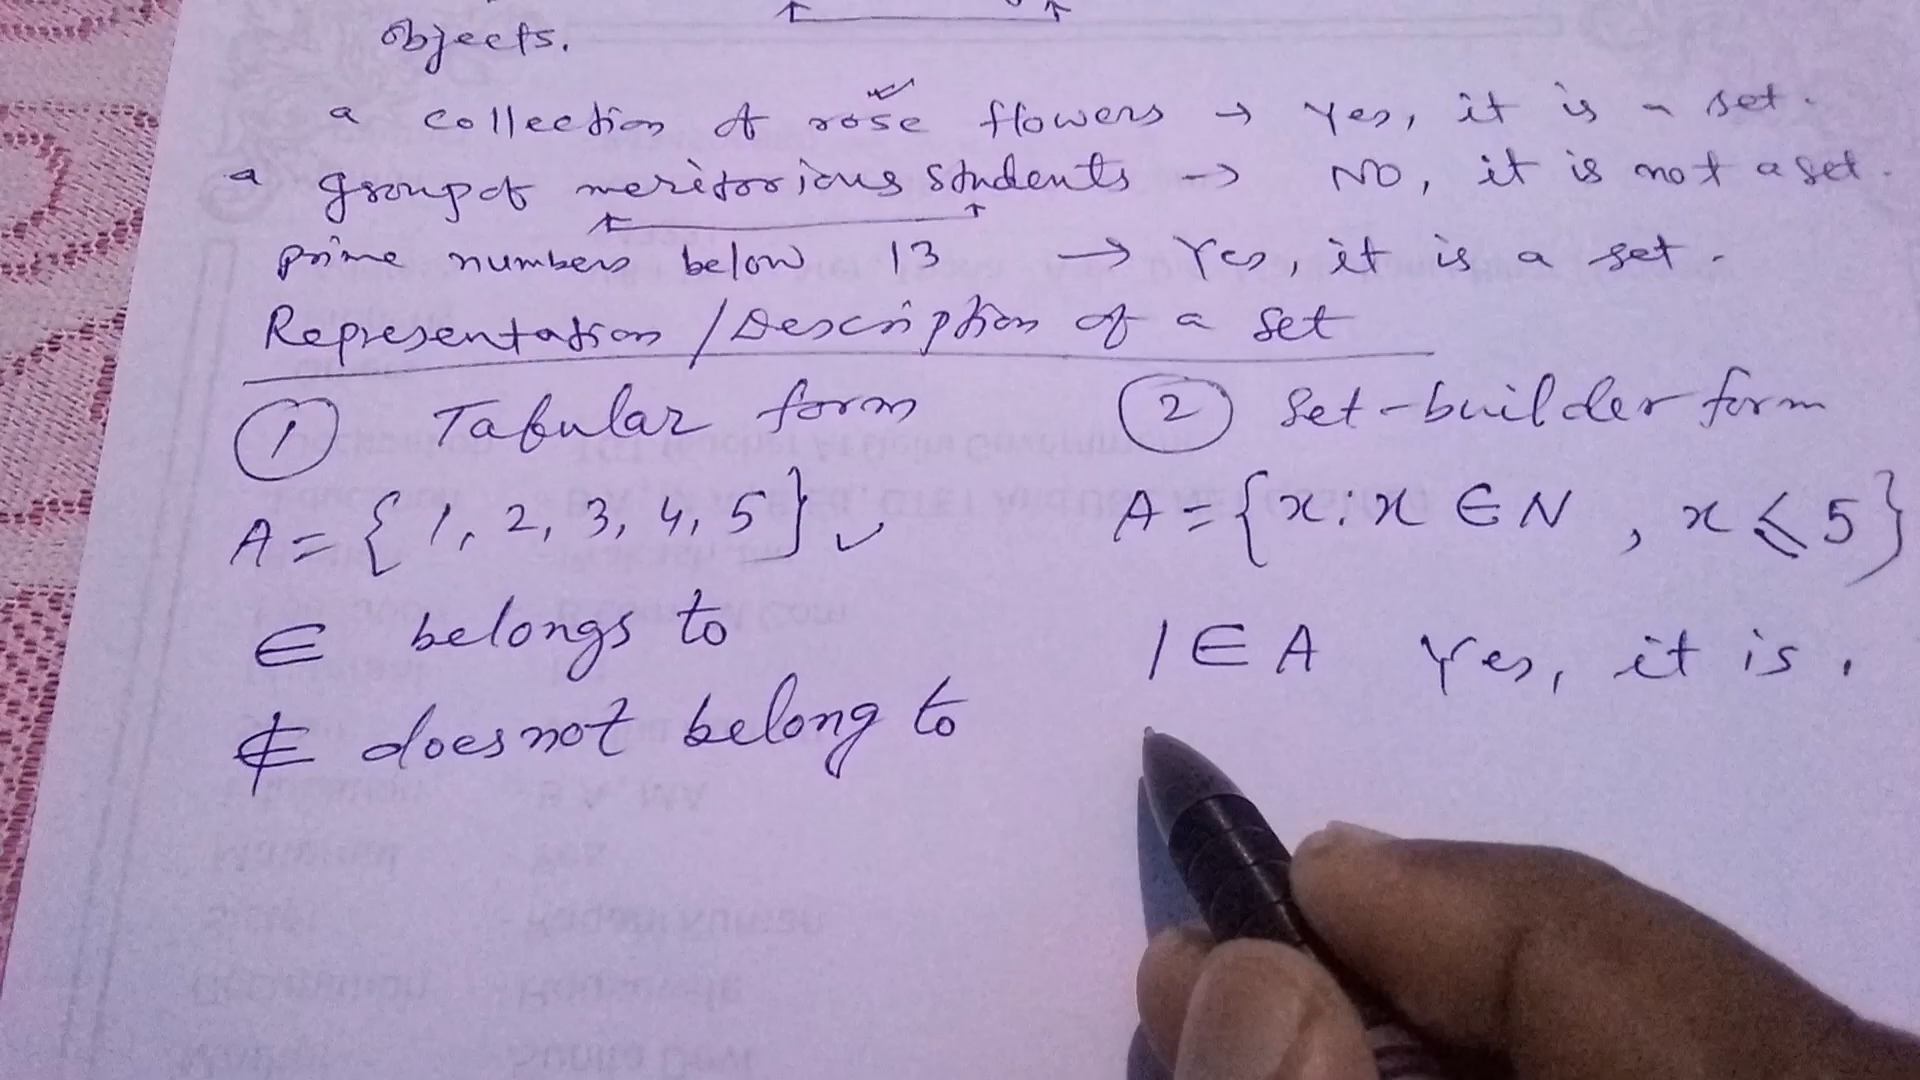 objects.
a collection of rose flowers → Yes, it is a set.
a group of meritorious students → NO, it is not a set.
prime numbers below 13 → Yes, it is a set.
Representation / Description of a set
① Tabular form ② Set-builder form
A = {1, 2, 3, 4, 5} ✓ A = {x : x ∈ N, x ⩽ 5}
∈ belongs to 1 ∈ A Yes, it is.
∉ does not belong to